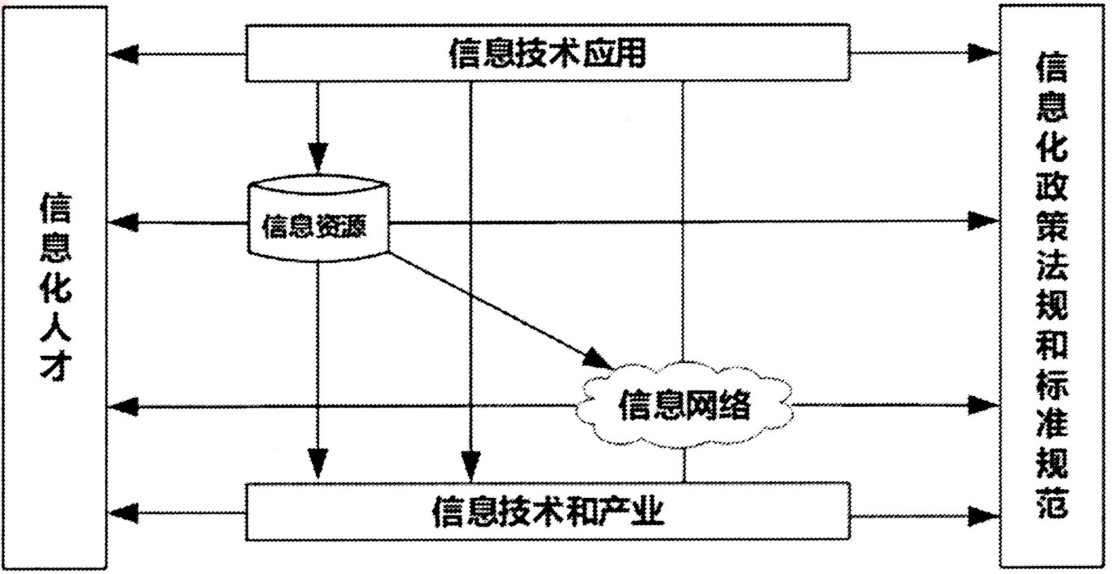 信息技术应用
信息化人才
信息资源
信息网络
信息技术和产业
信息化政策法规和标准规范